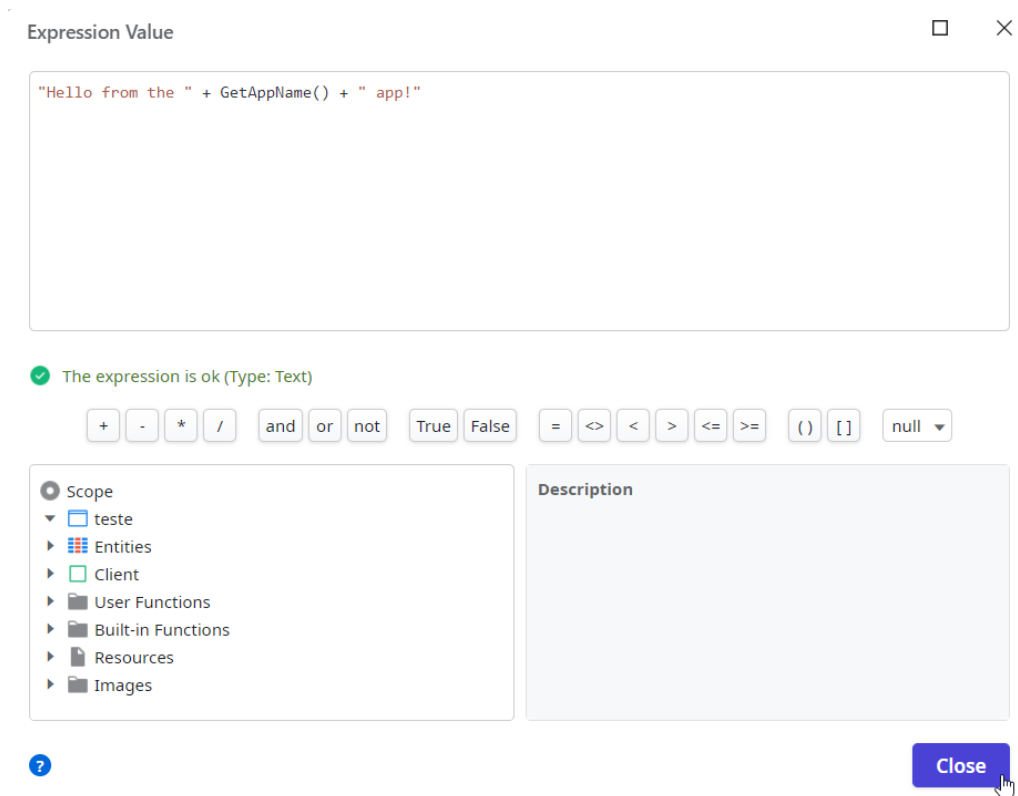 Expression Value
"Hello from the " + GetAppName() + " app!"
The expression is ok (Type: Text)
+ - * / and or not True False = <> < > <= >= ( ) [ ] null
Scope
teste
Entities
Client
User Functions
Built-in Functions
Resources
Images
Description
?
Close